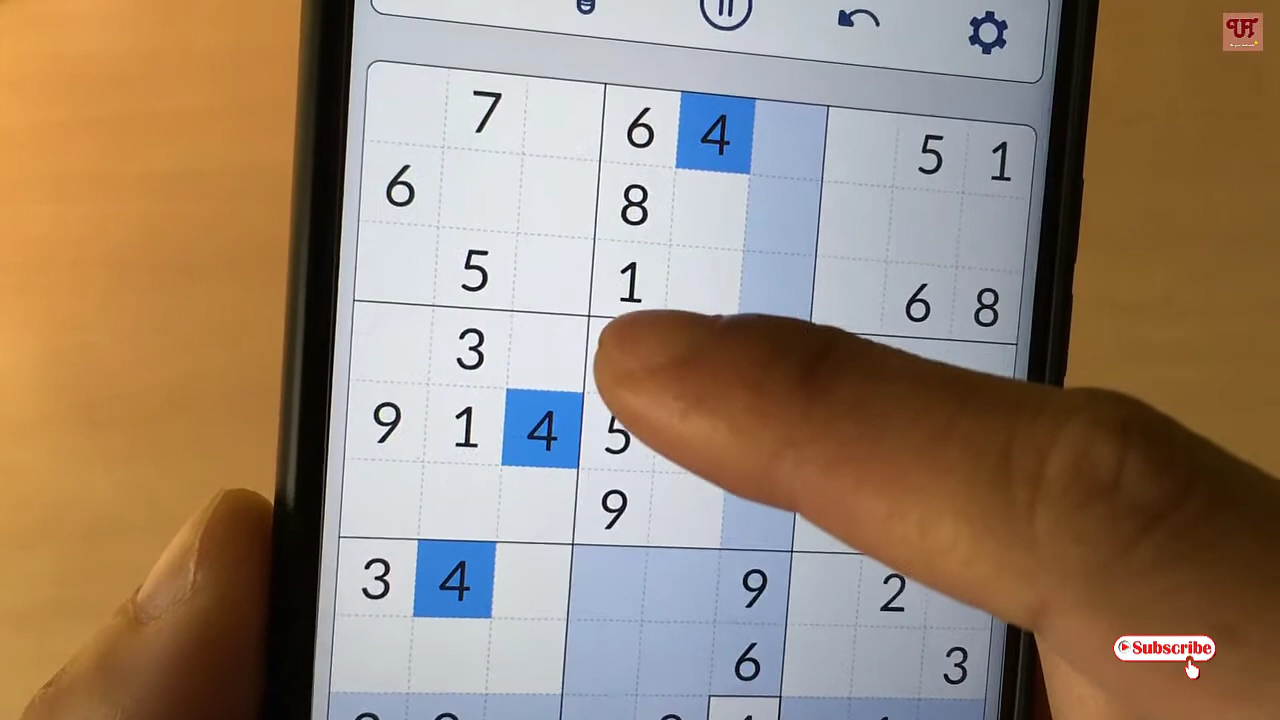 7 6 4 5 1
6 8
5 1 6 8
3
9 1 4 5
9
3 4 9 2
6 3
Subscribe